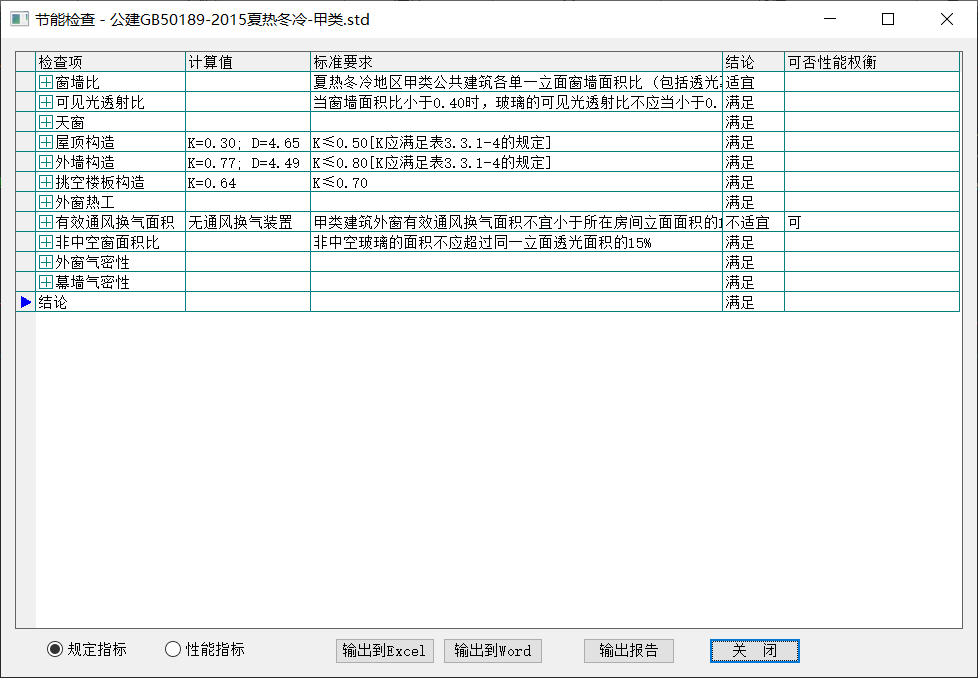 节能检查 - 公建GB50189-2015夏热冬冷-甲类.std
检查项 计算值 标准要求 结论 可否性能权衡
窗墙比 夏热冬冷地区甲类公共建筑各单一立面窗墙面积比（包括透光 适宜
可见光透射比 当窗墙面积比小于0.40时，玻璃的可见光透射比不应当小于0. 满足
天窗 满足
屋顶构造 K=0.30; D=4.65 K≤0.50[K应满足表3.3.1-4的规定] 满足
外墙构造 K=0.77; D=4.49 K≤0.80[K应满足表3.3.1-4的规定] 满足
挑空楼板构造 K=0.64 K≤0.70 满足
外窗热工 满足
有效通风换气面积 无通风换气装置 甲类建筑外窗有效通风换气面积不宜小于所在房间立面面积的 不适宜 可
非中空窗面积比 非中空玻璃的面积不应超过同一立面透光面积的15% 满足
外窗气密性 满足
幕墙气密性 满足
结论 满足
规定指标 性能指标 输出到Excel 输出到Word 输出报告 关 闭